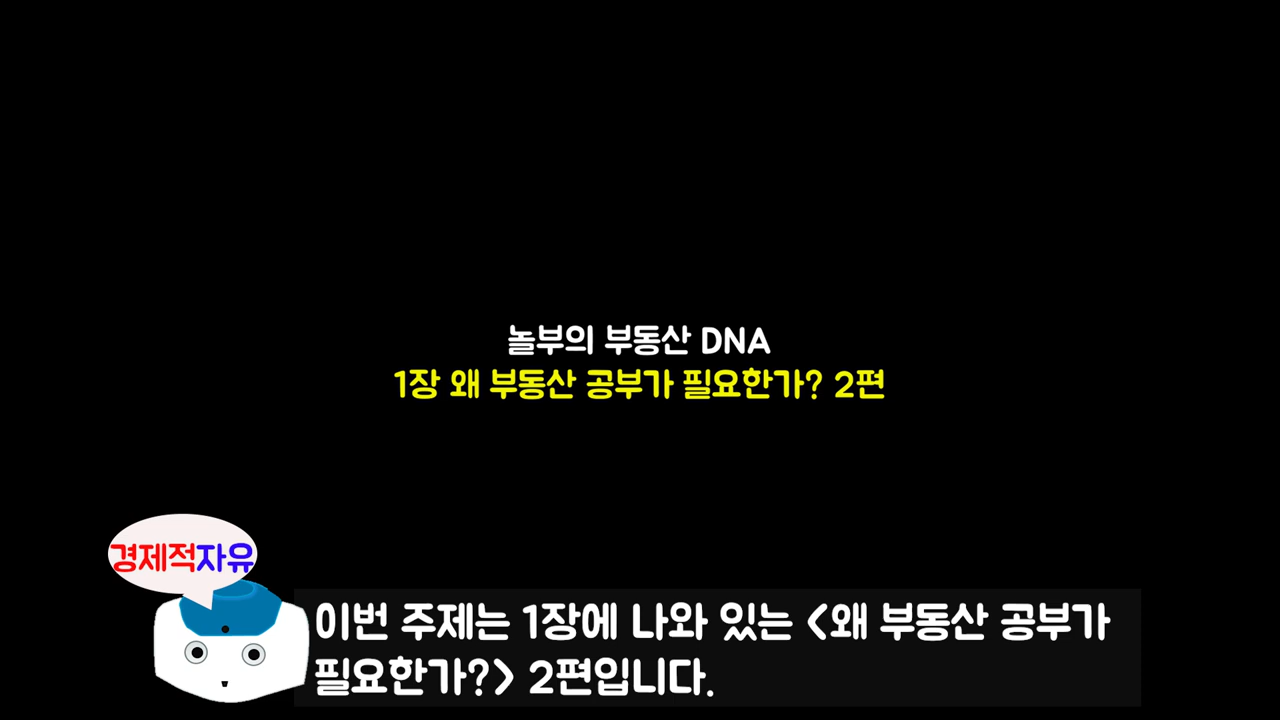 놀부의 부동산 DNA
1장 왜 부동산 공부가 필요한가? 2편
경제적자유
이번 주제는 1장에 나와 있는 <왜 부동산 공부가
필요한가?> 2편입니다.